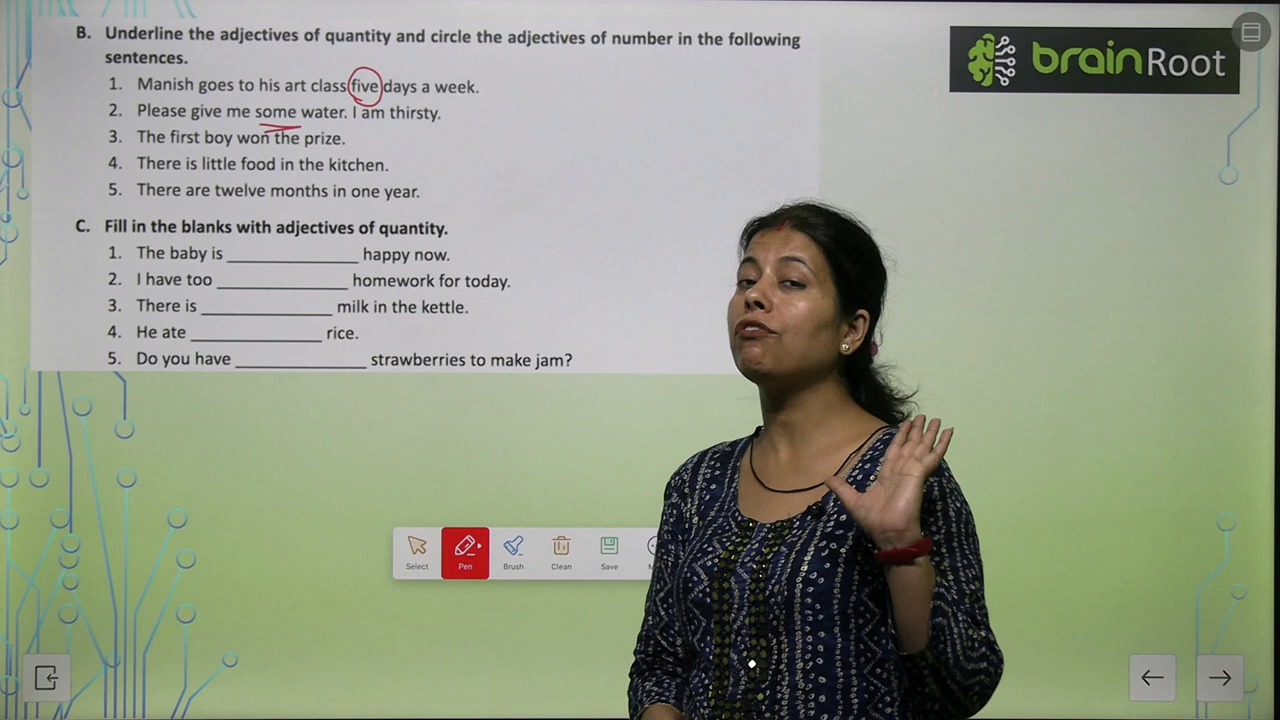 B. Underline the adjectives of quantity and circle the adjectives of number in the following
sentences.
1. Manish goes to his art class five days a week.
2. Please give me some water. I am thirsty.
3. The first boy won the prize.
4. There is little food in the kitchen.
5. There are twelve months in one year.
C. Fill in the blanks with adjectives of quantity.
1. The baby is ______________ happy now.
2. I have too ______________ homework for today.
3. There is ______________ milk in the kettle.
4. He ate ______________ rice.
5. Do you have ______________ strawberries to make jam?
brainRoot
Select Pen Brush Clean Save